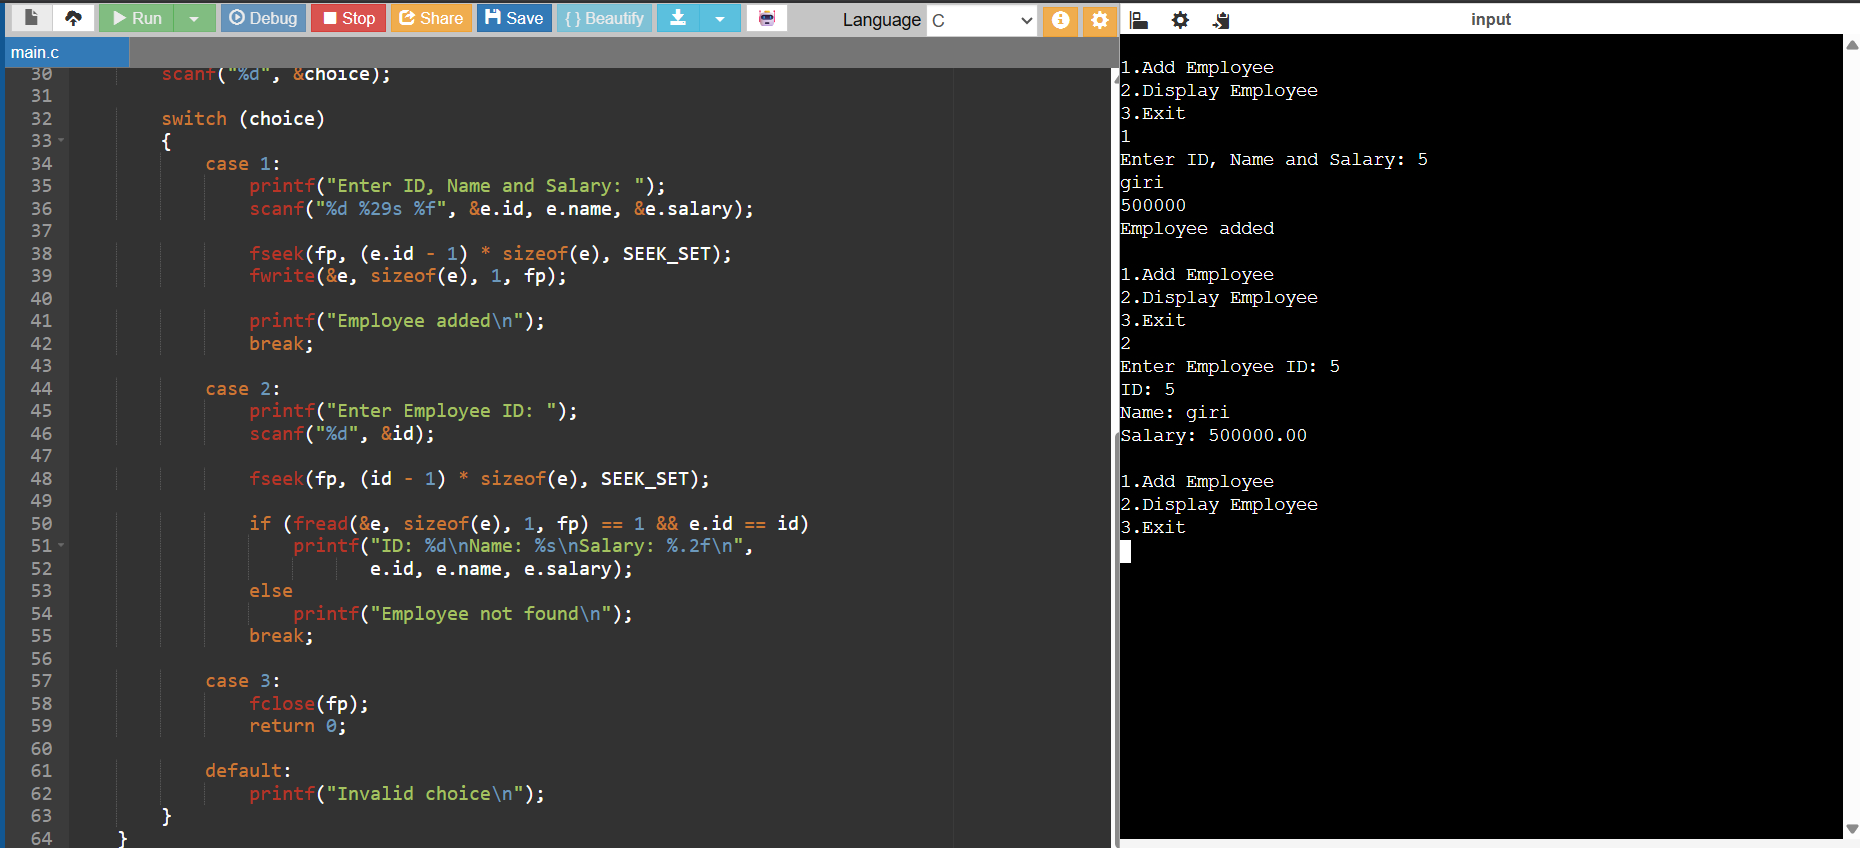 Run Debug Stop Share Save { } Beautify Language C
main.c
30 scanf("%d", &choice);
31
32 switch (choice)
33 {
34 case 1:
35 printf("Enter ID, Name and Salary: ");
36 scanf("%d %29s %f", &e.id, e.name, &e.salary);
37
38 fseek(fp, (e.id - 1) * sizeof(e), SEEK_SET);
39 fwrite(&e, sizeof(e), 1, fp);
40
41 printf("Employee added\n");
42 break;
43
44 case 2:
45 printf("Enter Employee ID: ");
46 scanf("%d", &id);
47
48 fseek(fp, (id - 1) * sizeof(e), SEEK_SET);
49
50 if (fread(&e, sizeof(e), 1, fp) == 1 && e.id == id)
51 printf("ID: %d\nName: %s\nSalary: %.2f\n",
52 e.id, e.name, e.salary);
53 else
54 printf("Employee not found\n");
55 break;
56
57 case 3:
58 fclose(fp);
59 return 0;
60
61 default:
62 printf("Invalid choice\n");
63 }
64 }
input
1.Add Employee
2.Display Employee
3.Exit
1
Enter ID, Name and Salary: 5
giri
500000
Employee added
1.Add Employee
2.Display Employee
3.Exit
2
Enter Employee ID: 5
ID: 5
Name: giri
Salary: 500000.00
1.Add Employee
2.Display Employee
3.Exit